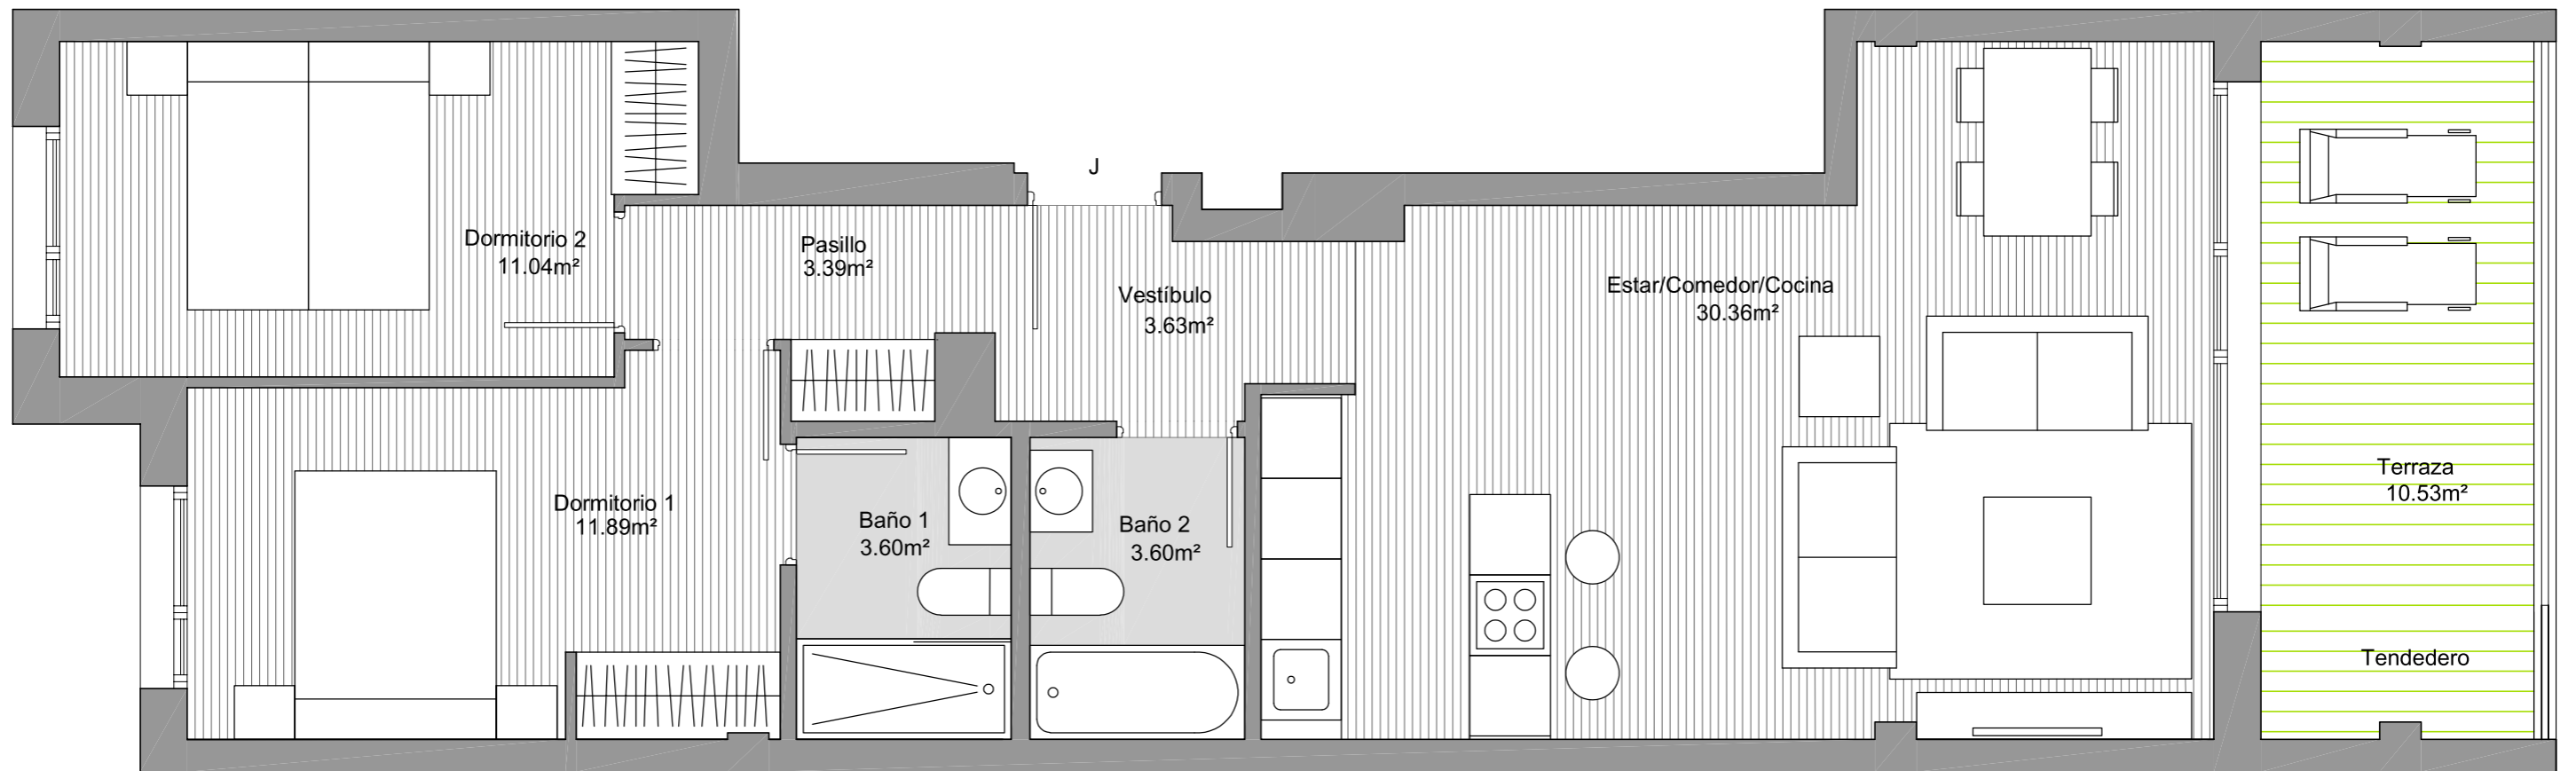 J
Dormitorio 2
11.04m²
Pasillo
3.39m²
Vestíbulo
3.63m²
Estar/Comedor/Cocina
30.36m²
Dormitorio 1
11.89m²
Baño 1
3.60m²
Baño 2
3.60m²
Terraza
10.53m²
Tendedero